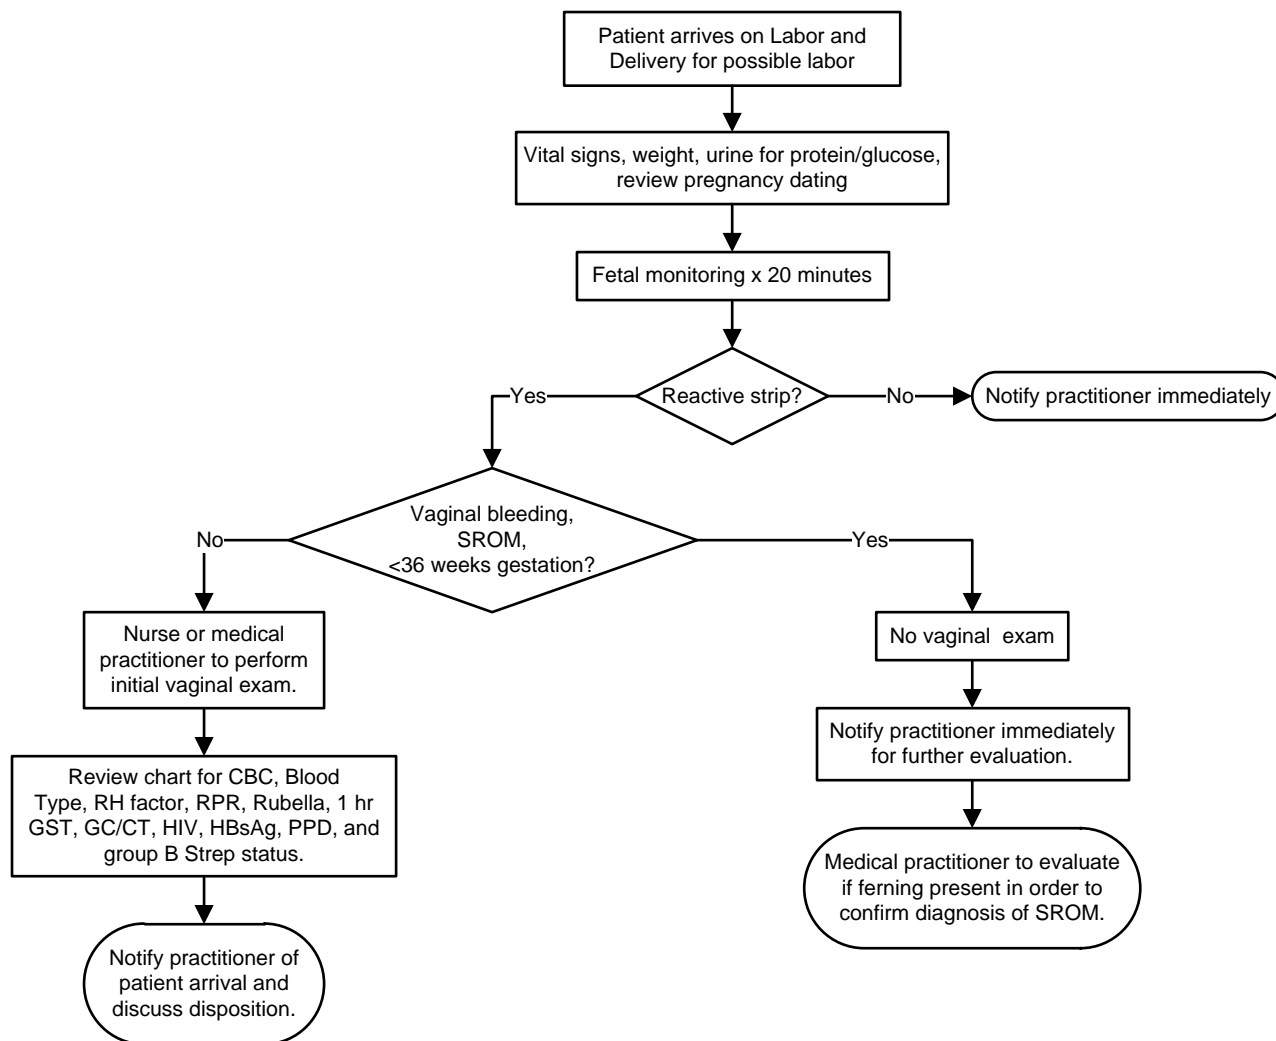 Patient arrives on Labor and
Delivery for possible labor
Vital signs, weight, urine for protein/glucose,
review pregnancy dating
Fetal monitoring x 20 minutes
Reactive strip?
Yes
No
Notify practitioner immediately
Vaginal bleeding,
SROM,
<36 weeks gestation?
No
Yes
Nurse or medical
practitioner to perform
initial vaginal exam.
No vaginal exam
Notify practitioner immediately
for further evaluation.
Review chart for CBC, Blood
Type, RH factor, RPR, Rubella, 1 hr
GST, GC/CT, HIV, HBsAg, PPD, and
group B Strep status.
Medical practitioner to evaluate
if ferning present in order to
confirm diagnosis of SROM.
Notify practitioner of
patient arrival and
discuss disposition.